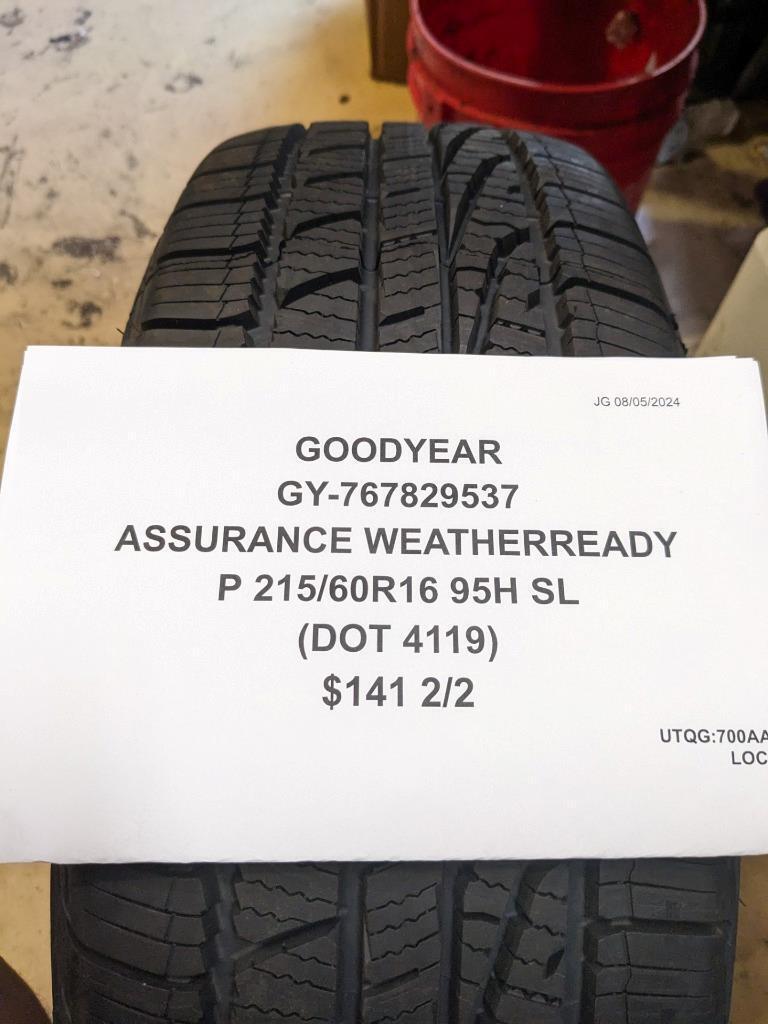 JG 08/05/2024
GOODYEAR
GY-767829537
ASSURANCE WEATHERREADY
P 215/60R16 95H SL
(DOT 4119)
$141 2/2
UTQG:700AA
LOC